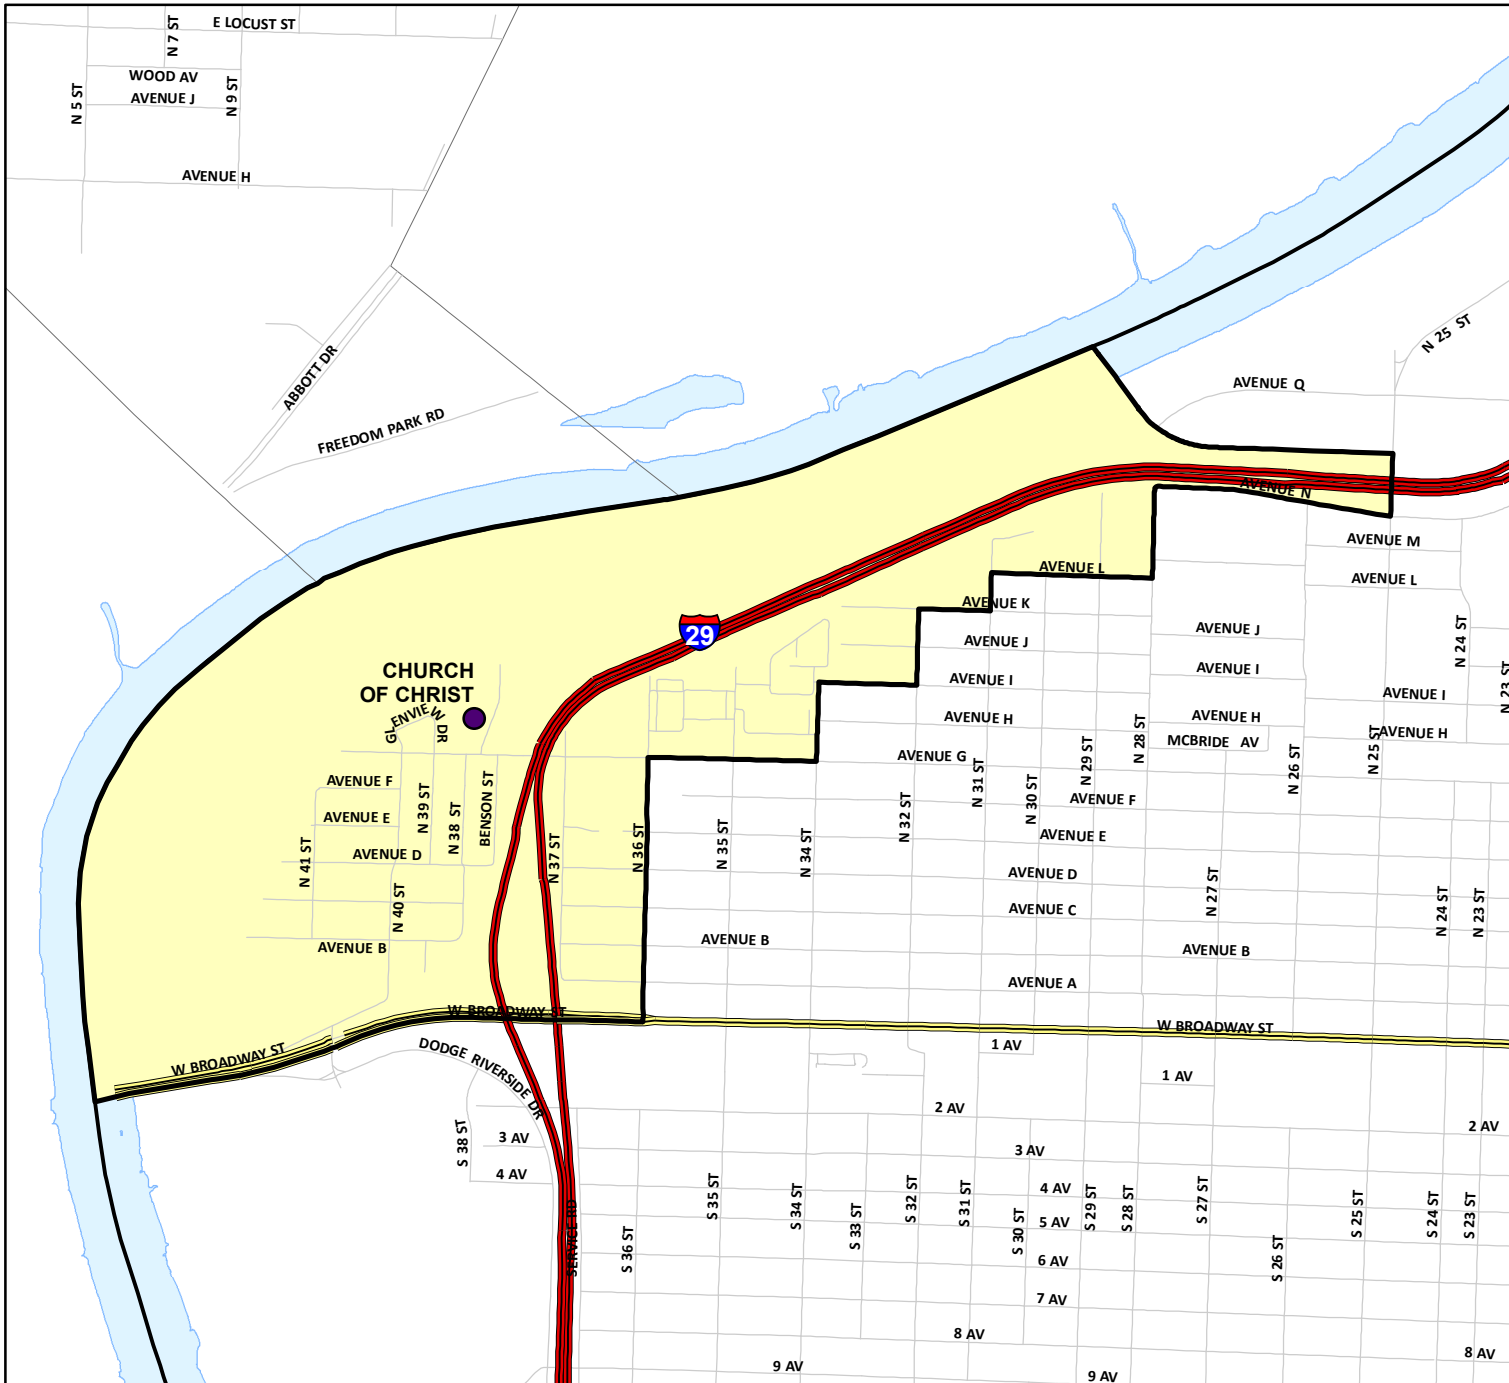 E LOCUST ST
N 7 ST
WOOD AV
AVENUE J
N 5 ST
N 9 ST
AVENUE H
ABBOTT DR
FREEDOM PARK RD
N 25 ST
AVENUE Q
AVENUE N
AVENUE M
AVENUE L
AVENUE L
AVENUE K
29
AVENUE J
AVENUE J
N 24 ST
CHURCH
OF CHRIST
AVENUE I
AVENUE I
AVENUE I
N 23 ST
GLENVIEW DR
AVENUE H
AVENUE H
AVENUE H
MCBRIDE AV
N 28 ST
N 25 ST
AVENUE G
N 31 ST
N 29 ST
N 26 ST
AVENUE F
N 30 ST
AVENUE F
N 39 ST
N 38 ST
BENSON ST
AVENUE E
N 32 ST
AVENUE E
AVENUE D
N 41 ST
N 37 ST
N 36 ST
N 35 ST
N 34 ST
AVENUE D
N 40 ST
AVENUE C
N 27 ST
N 24 ST
N 23 ST
AVENUE B
AVENUE B
AVENUE B
AVENUE A
W BROADWAY ST
W BROADWAY ST
W BROADWAY ST
DODGE RIVERSIDE DR
1 AV
1 AV
2 AV
2 AV
S 38 ST
3 AV
3 AV
4 AV
4 AV
S 35 ST
S 34 ST
S 33 ST
S 32 ST
S 31 ST
S 30 ST
S 29 ST
S 28 ST
S 27 ST
S 25 ST
S 24 ST
S 23 ST
5 AV
SERVICE RD
S 36 ST
S 26 ST
6 AV
7 AV
8 AV
8 AV
9 AV
9 AV